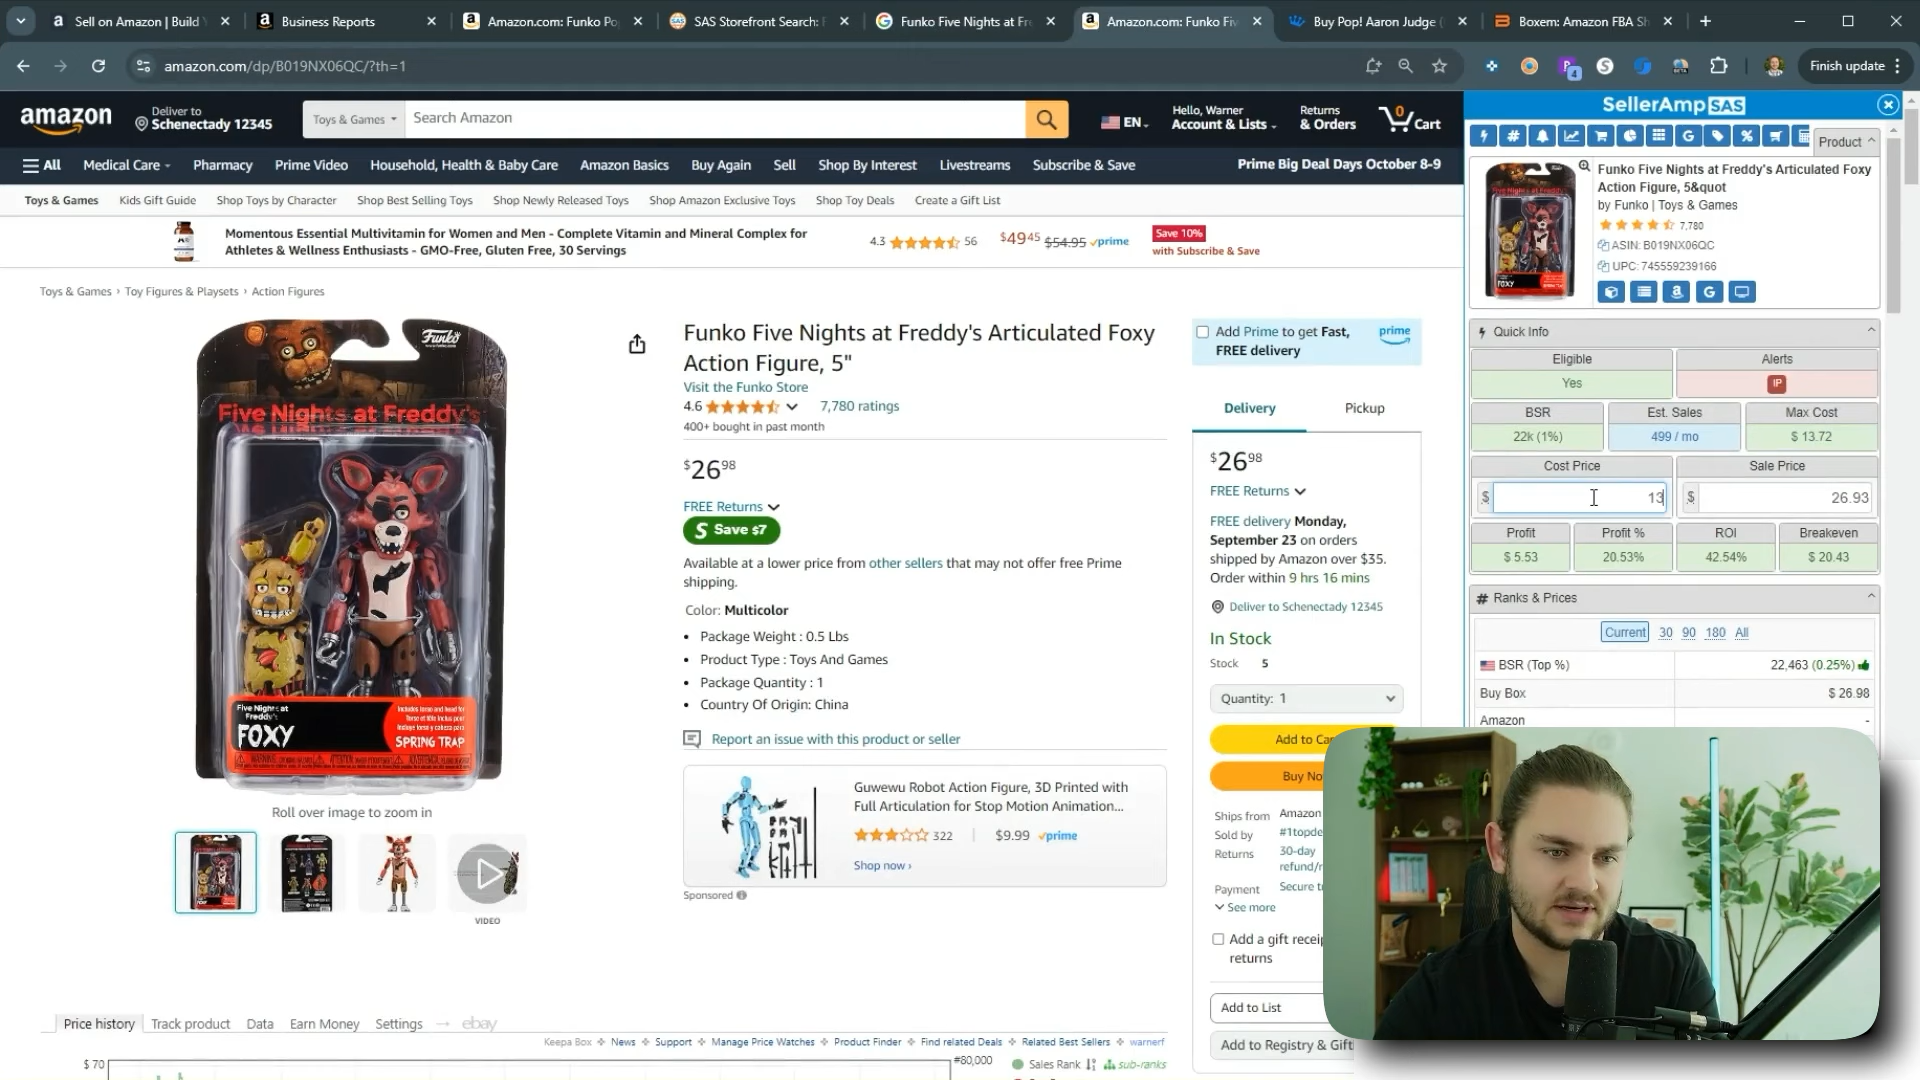 Sell on Amazon | Build
Business Reports
Amazon.com: Funko Po
SAS Storefront Search: F
Funko Five Nights at Fre
Amazon.com: Funko Fiv
Buy Pop! Aaron Judge (
Boxem: Amazon FBA Sh
amazon.com/dp/B019NX06QC/?th=1
4
Finish update
amazon
Deliver to
Schenectady 12345
Toys & Games
Search Amazon
EN
Hello, Warner
Account & Lists
Returns
& Orders
0
Cart
All
Medical Care
Pharmacy
Prime Video
Household, Health & Baby Care
Amazon Basics
Buy Again
Sell
Shop By Interest
Livestreams
Subscribe & Save
Prime Big Deal Days October 8-9
Toys & Games
Kids Gift Guide
Shop Toys by Character
Shop Best Selling Toys
Shop Newly Released Toys
Shop Amazon Exclusive Toys
Shop Toy Deals
Create a Gift List
Momentous Essential Multivitamin for Women and Men - Complete Vitamin and Mineral Complex for
Athletes & Wellness Enthusiasts - GMO-Free, Gluten Free, 30 Servings
4.3
56
$49.45 $54.95 prime
Save 10%
with Subscribe & Save
Toys & Games › Toy Figures & Playsets › Action Figures
Funko
Five Nights at Freddy's
Five Nights at
Freddy's
FOXY
SPRING TRAP
Roll over image to zoom in
VIDEO
Funko Five Nights at Freddy's Articulated Foxy
Action Figure, 5"
Visit the Funko Store
4.6
7,780 ratings
400+ bought in past month
$26 98
FREE Returns
S Save $7
Available at a lower price from other sellers that may not offer free Prime
shipping.
Color: Multicolor
Package Weight : 0.5 Lbs
Product Type : Toys And Games
Package Quantity : 1
Country Of Origin: China
Report an issue with this product or seller
Guwewu Robot Action Figure, 3D Printed with
Full Articulation for Stop Motion Animation...
322
$9.99 prime
Shop now ›
Sponsored
Add Prime to get Fast,
FREE delivery
prime
Delivery
Pickup
$26 98
FREE Returns
FREE delivery Monday,
September 23 on orders
shipped by Amazon over $35.
Order within 9 hrs 16 mins
Deliver to Schenectady 12345
In Stock
Stock 5
Quantity: 1
Add to Car
Buy No
Ships from Amazon
Sold by #1topde
Returns 30-day
refund/r
Payment Secure tr
See more
Add a gift receip
returns
Add to List
Add to Registry & Gift
SellerAmp SAS
Product
Funko Five Nights at Freddy's Articulated Foxy
Action Figure, 5&quot
by Funko | Toys & Games
7,780
ASIN: B019NX06QC
UPC: 745559239166
Quick Info
Eligible
Alerts
Yes
IP
BSR
Est. Sales
Max Cost
22k (1%)
499 / mo
$ 13.72
Cost Price
Sale Price
$ 13
$ 26.93
Profit
Profit %
ROI
Breakeven
$ 5.53
20.53%
42.54%
$ 20.43
Ranks & Prices
Current 30 90 180 All
BSR (Top %)
22,463 (0.25%)
Buy Box
$ 26.98
Amazon
-
Price history
Track product
Data
Earn Money
Settings
ebay
Keepa Box
News
Support
Manage Price Watches
Product Finder
Find related Deals
Related Best Sellers
warnerf
$ 70
#80,000
Sales Rank
sub-ranks